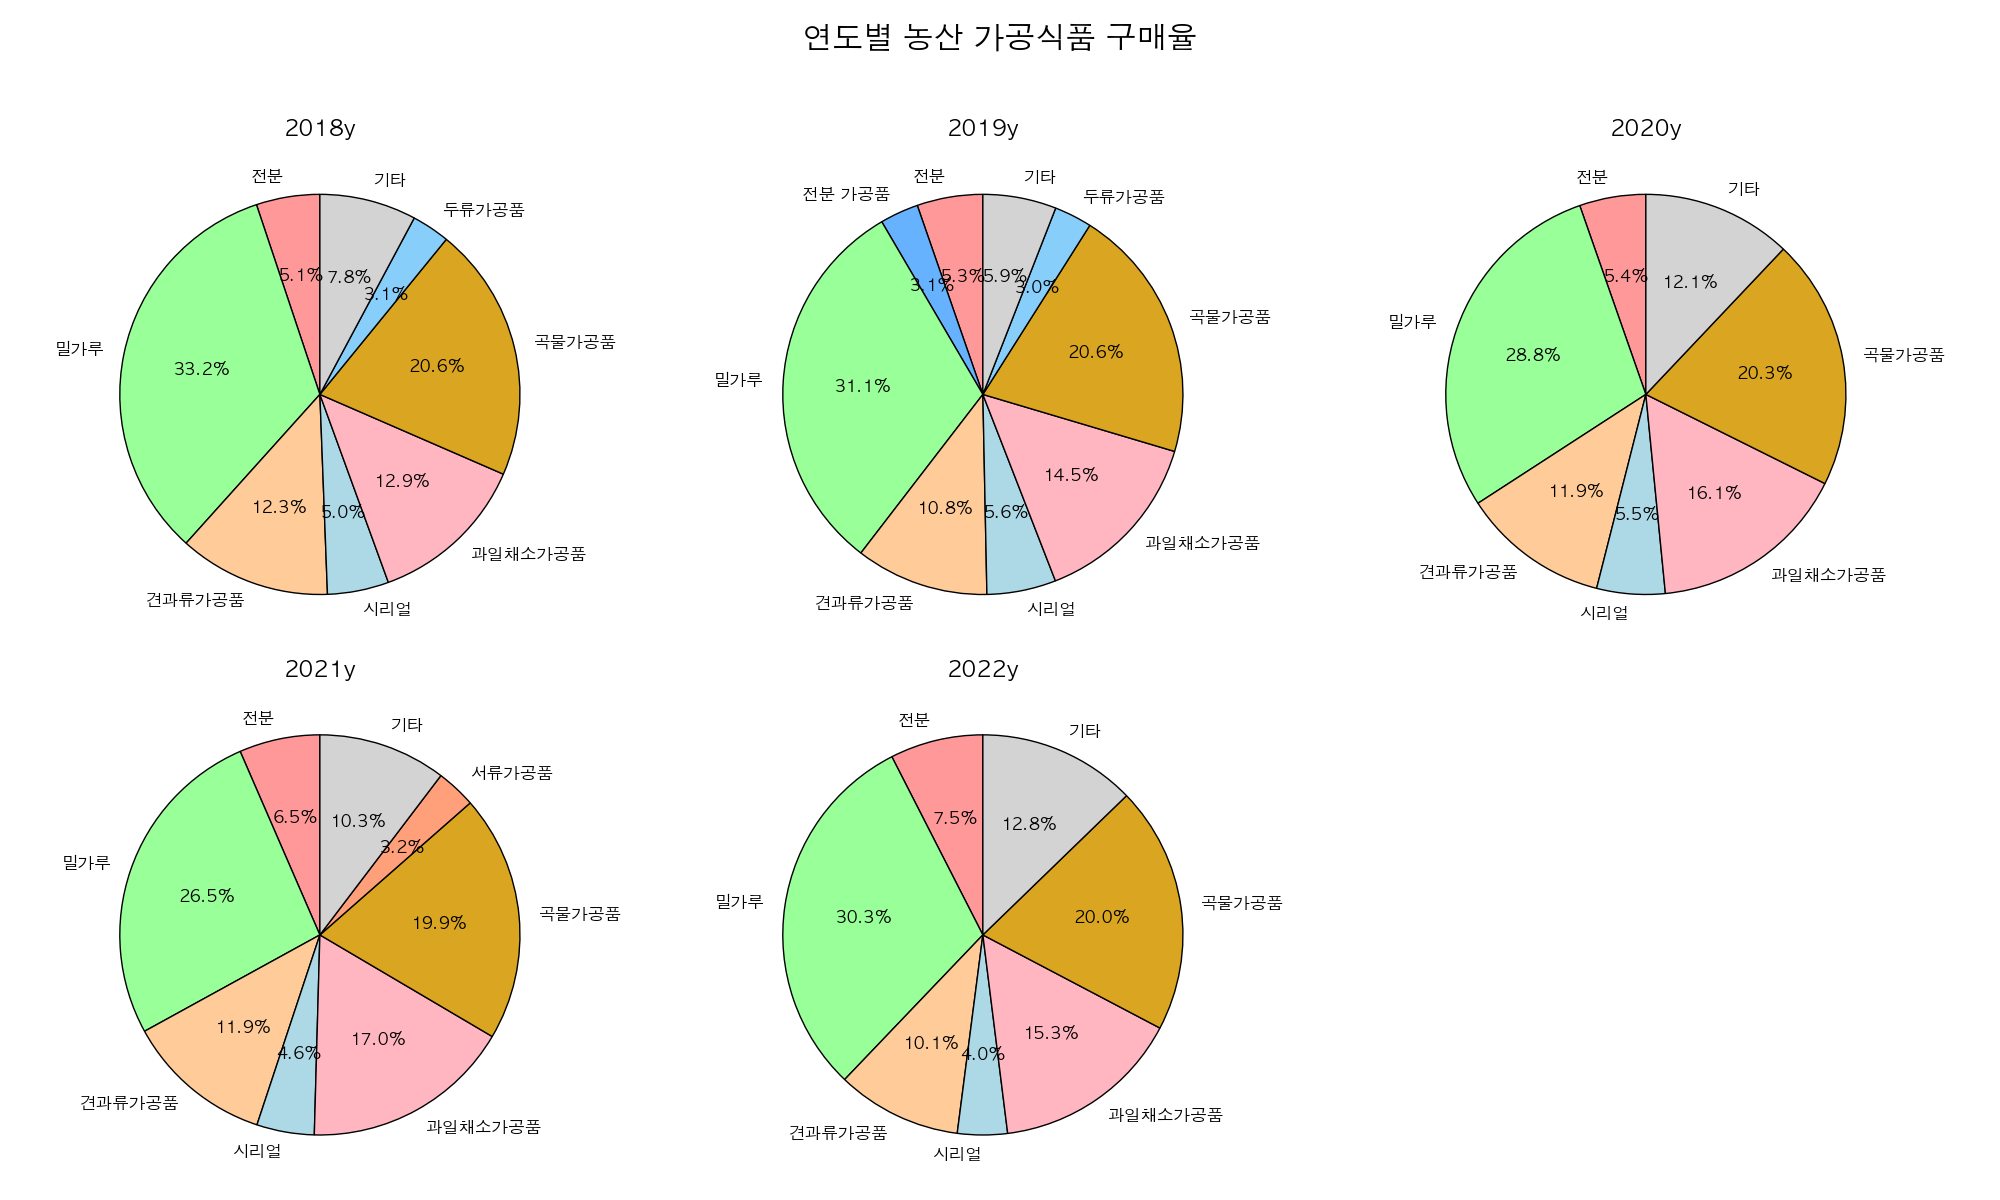 연도별 농산 가공식품 구매율
2018y
전분
기타
두류가공품
5.1%
7.8%
3.1%
밀가루
33.2%
20.6%
곡물가공품
12.3%
5.0%
12.9%
과일채소가공품
견과류가공품
시리얼
2019y
전분 가공품
전분
기타
두류가공품
3.1%
5.3%
5.9%
3.0%
밀가루
31.1%
20.6%
곡물가공품
10.8%
5.6%
14.5%
과일채소가공품
견과류가공품
시리얼
2020y
전분
기타
5.4%
12.1%
밀가루
28.8%
20.3%
곡물가공품
11.9%
5.5%
16.1%
견과류가공품
시리얼
과일채소가공품
2021y
전분
기타
서류가공품
6.5%
10.3%
3.2%
밀가루
26.5%
19.9%
곡물가공품
11.9%
4.6%
17.0%
견과류가공품
시리얼
과일채소가공품
2022y
전분
기타
7.5%
12.8%
밀가루
30.3%
20.0%
곡물가공품
10.1%
4.0%
15.3%
견과류가공품
시리얼
과일채소가공품